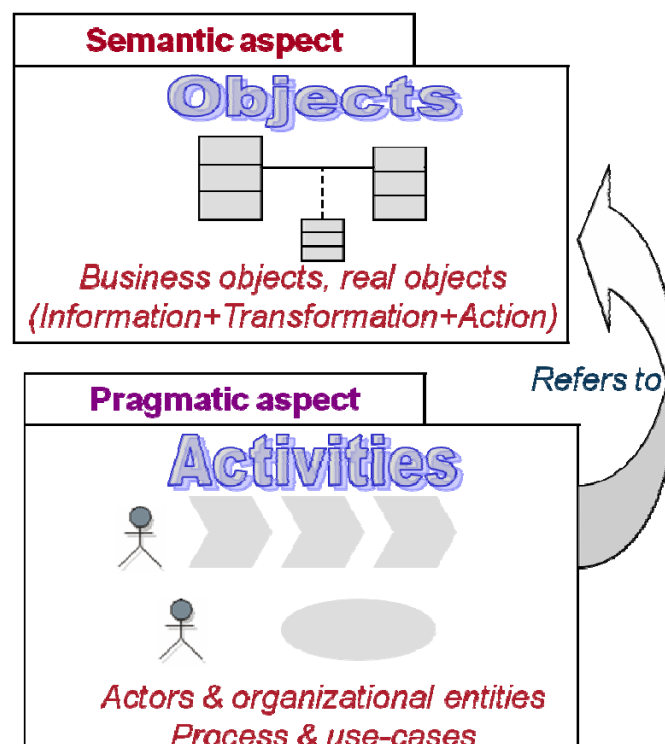 Semantic aspect
Objects
Business objects, real objects
(Information+Transformation+Action)
Refers to
Pragmatic aspect
Activities
Actors & organizational entities
Process & use-cases